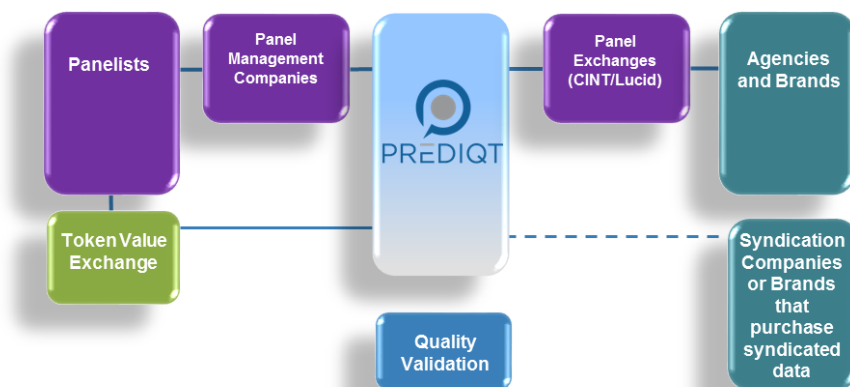 Panelists
Panel
Management
Companies
PREDIQT
Panel
Exchanges
(CINT/Lucid)
Agencies
and Brands
Token Value
Exchange
Syndication
Companies
or Brands
that
purchase
syndicated
data
Quality
Validation